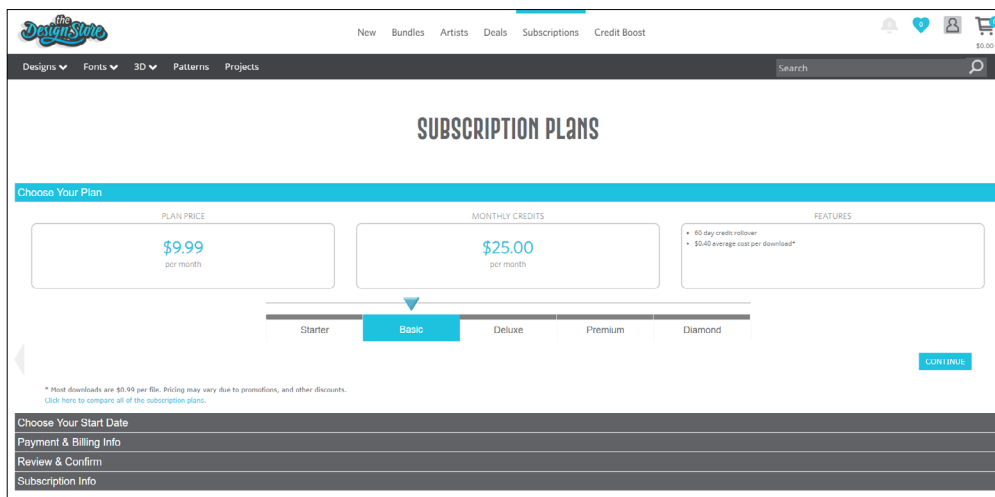 the
Design Store
New Bundles Artists Deals Subscriptions Credit Boost
0
0
$0.00
Designs Fonts 3D Patterns Projects
Search
SUBSCRIPTION PLANS
Choose Your Plan
PLAN PRICE
$9.99
per month
MONTHLY CREDITS
$25.00
per month
FEATURES
• 60 day credit rollover
• $0.40 average cost per download*
Starter Basic Deluxe Premium Diamond
CONTINUE
* Most downloads are $0.99 per file. Pricing may vary due to promotions, and other discounts.
Click here to compare all of the subscription plans.
Choose Your Start Date
Payment & Billing Info
Review & Confirm
Subscription Info